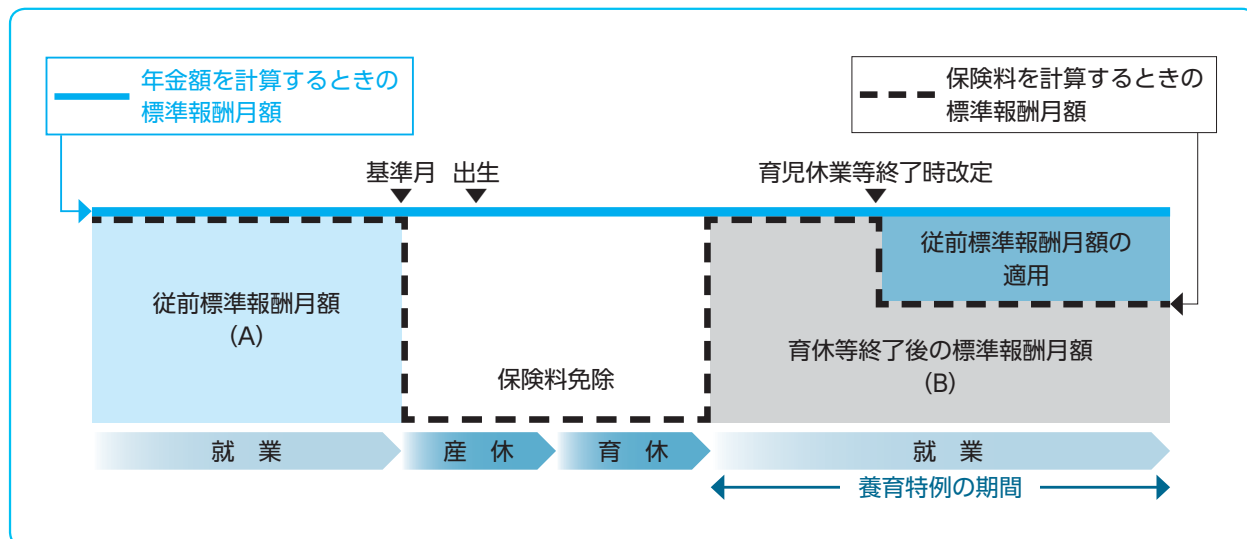 年金額を計算するときの
標準報酬月額
保険料を計算するときの
標準報酬月額
基準月
出生
育児休業等終了時改定
従前標準報酬月額の
適用
従前標準報酬月額
(A)
育休等終了後の標準報酬月額
(B)
保険料免除
就 業
産 休
育 休
就 業
養育特例の期間